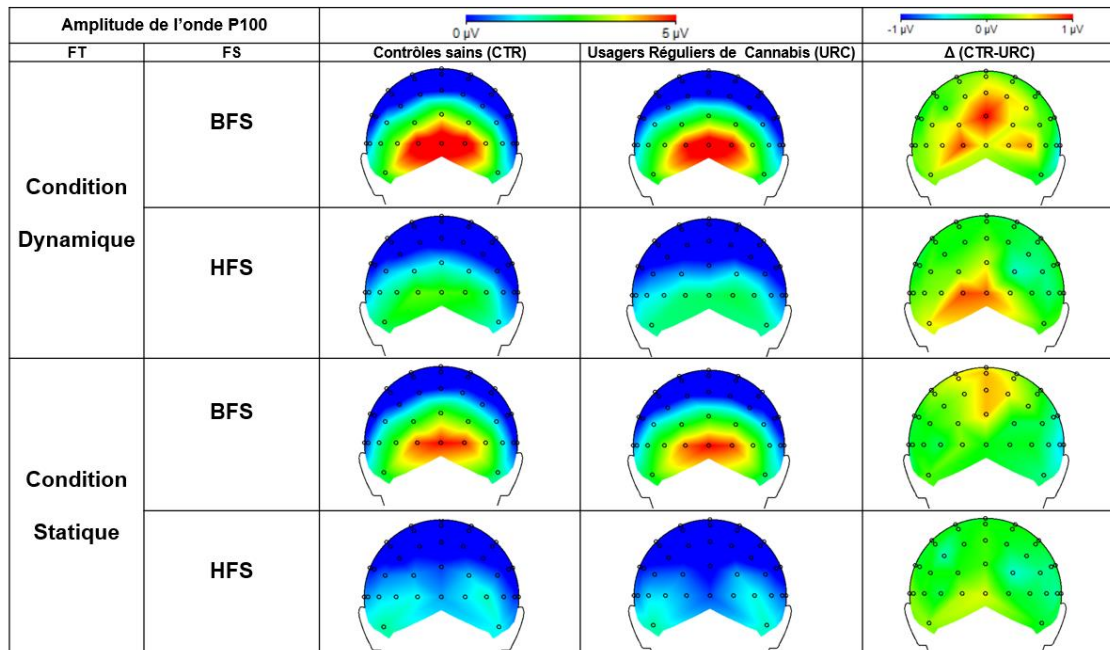 Amplitude de l’onde P100
0 µV 5 µV
-1 µV 0 µV 1 µV
FT FS Contrôles sains (CTR) Usagers Réguliers de Cannabis (URC) Δ (CTR-URC)
BFS
Condition
Dynamique
HFS
BFS
Condition
Statique
HFS